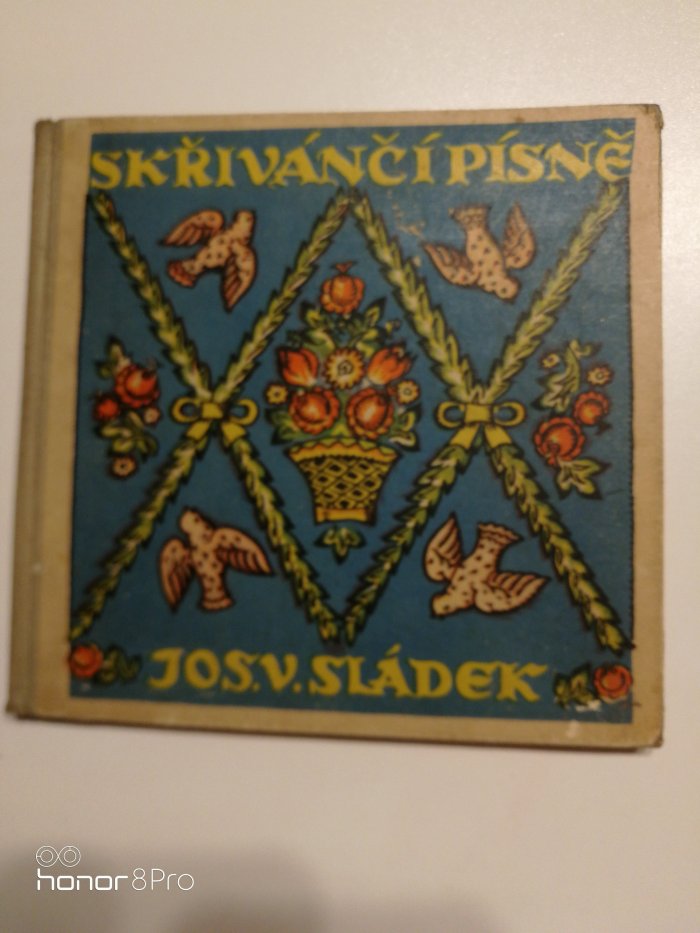 SKŘIVÁNČÍ PÍSNĚ
JOS.V. SLÁDEK
honor 8Pro